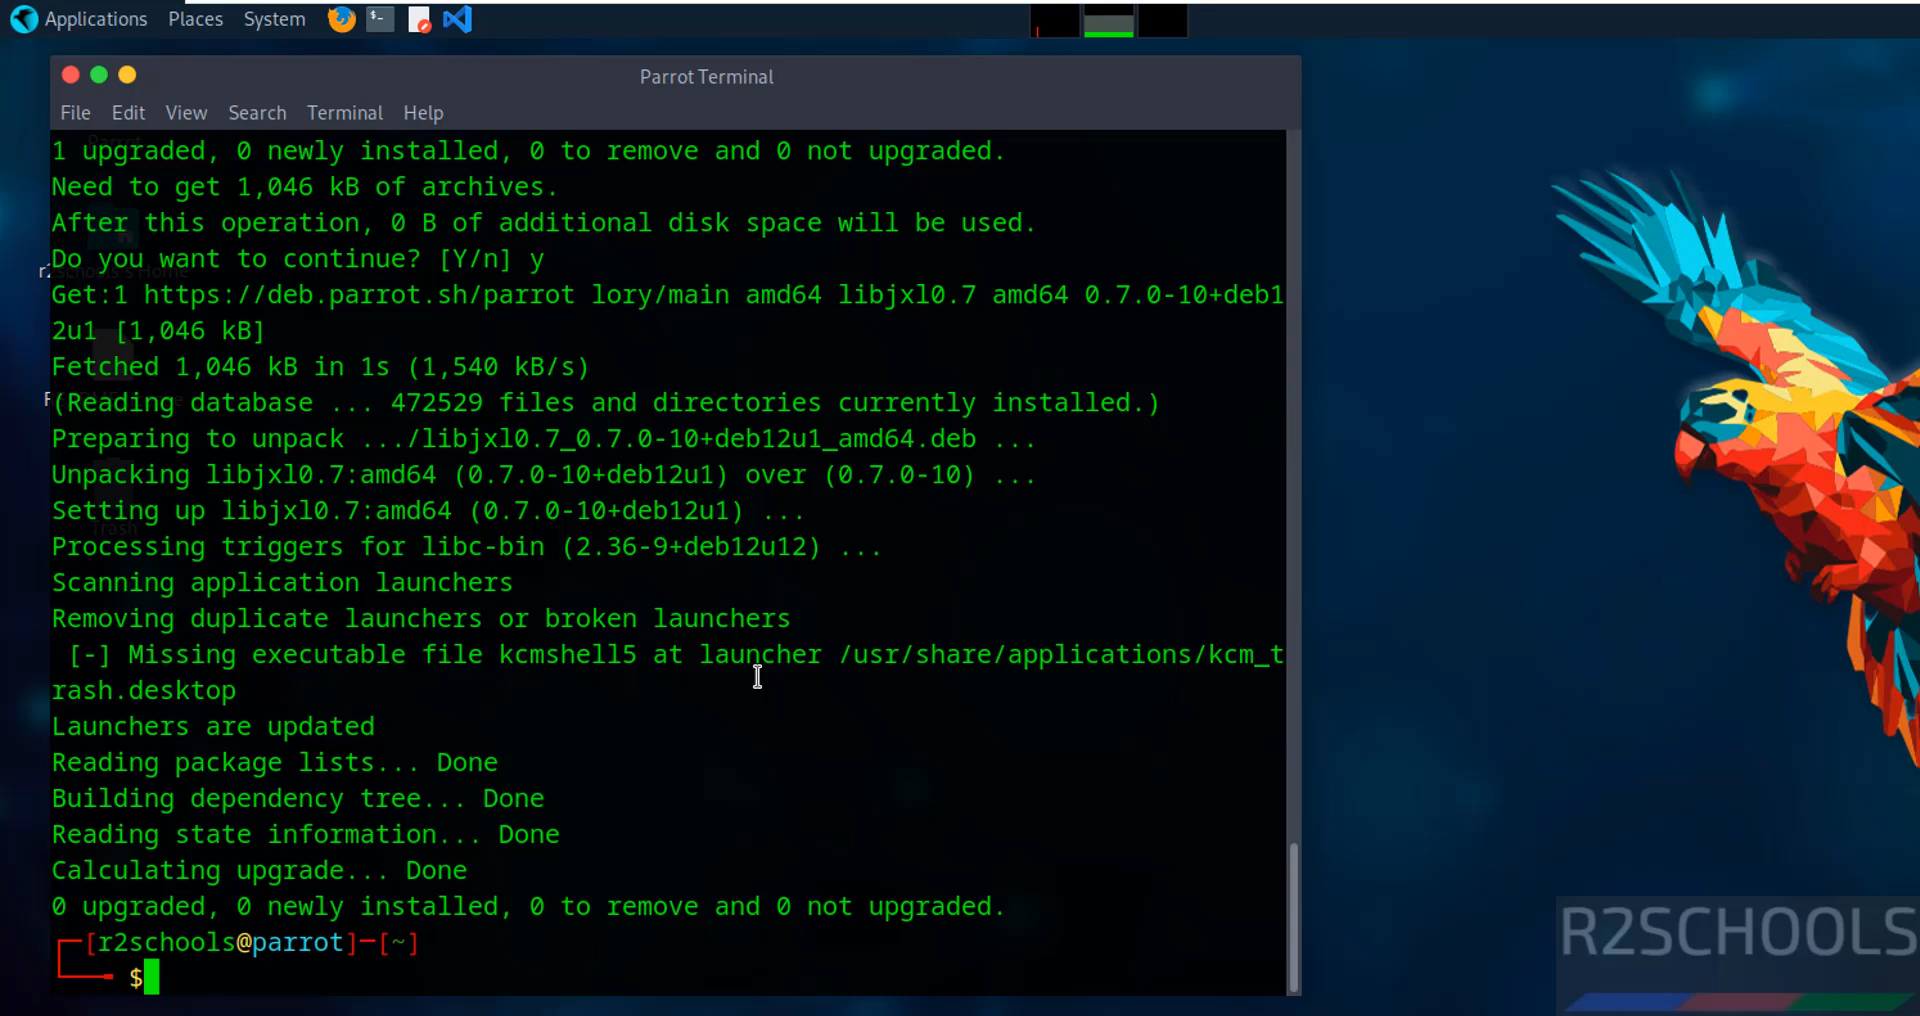 Applications Places System
Parrot Terminal
File Edit View Search Terminal Help
1 upgraded, 0 newly installed, 0 to remove and 0 not upgraded.
Need to get 1,046 kB of archives.
After this operation, 0 B of additional disk space will be used.
Do you want to continue? [Y/n] y
Get:1 https://deb.parrot.sh/parrot lory/main amd64 libjxl0.7 amd64 0.7.0-10+deb1
2u1 [1,046 kB]
Fetched 1,046 kB in 1s (1,540 kB/s)
(Reading database ... 472529 files and directories currently installed.)
Preparing to unpack .../libjxl0.7_0.7.0-10+deb12u1_amd64.deb ...
Unpacking libjxl0.7:amd64 (0.7.0-10+deb12u1) over (0.7.0-10) ...
Setting up libjxl0.7:amd64 (0.7.0-10+deb12u1) ...
Processing triggers for libc-bin (2.36-9+deb12u12) ...
Scanning application launchers
Removing duplicate launchers or broken launchers
[-] Missing executable file kcmshell5 at launcher /usr/share/applications/kcm_t
rash.desktop
Launchers are updated
Reading package lists... Done
Building dependency tree... Done
Reading state information... Done
Calculating upgrade... Done
0 upgraded, 0 newly installed, 0 to remove and 0 not upgraded.
[r2schools@parrot]─[~]
$
R2SCHOOLS